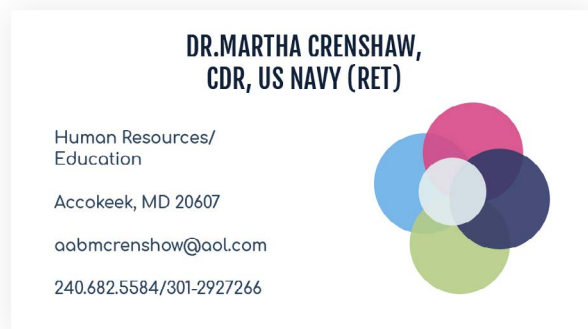 DR.MARTHA CRENSHAW,
CDR, US NAVY (RET)
Human Resources/
Education
Accokeek, MD 20607
aabmcrenshow@aol.com
240.682.5584/301-2927266